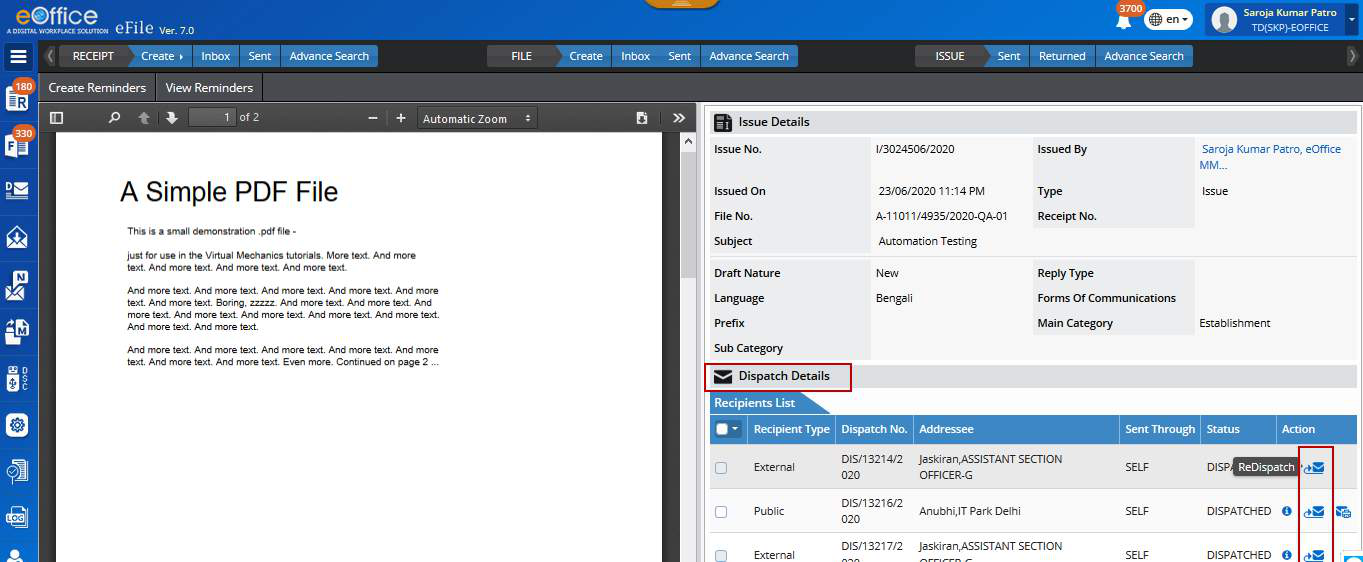 eOffice
A DIGITAL WORKPLACE SOLUTION
eFile Ver. 7.0
3700
en
Saroja Kumar Patro
TD(SKP)-EOFFICE
RECEIPT Create Inbox Sent Advance Search FILE Create Inbox Sent Advance Search ISSUE Sent Returned Advance Search
Create Reminders View Reminders
180
R
330
F
D
N
M
DSC
LOG
1 of 2 Automatic Zoom
A Simple PDF File
This is a small demonstration .pdf file -
just for use in the Virtual Mechanics tutorials. More text. And more
text. And more text. And more text. And more text.
And more text. And more text. And more text. And more text. And more
text. And more text. Boring, zzzzz. And more text. And more text. And
more text. And more text. And more text. And more text. And more text.
And more text. And more text.
And more text. And more text. And more text. And more text. And more
text. And more text. And more text. Even more. Continued on page 2 ...
Issue Details
Issue No. I/3024506/2020 Issued By Saroja Kumar Patro, eOffice
MM...
Issued On 23/06/2020 11:14 PM Type Issue
File No. A-11011/4935/2020-QA-01 Receipt No.
Subject Automation Testing
Draft Nature New Reply Type
Language Bengali Forms Of Communications
Prefix Main Category Establishment
Sub Category
Dispatch Details
Recipients List
Recipient Type Dispatch No. Addressee Sent Through Status Action
External DIS/13214/2
020 Jaskiran,ASSISTANT SECTION
OFFICER-G SELF DISPA ReDispatch
Public DIS/13216/2
020 Anubhi,IT Park Delhi SELF DISPATCHED
External DIS/13217/2
020 Jaskiran,ASSISTANT SECTION
OFFICER-G SELF DISPATCHED